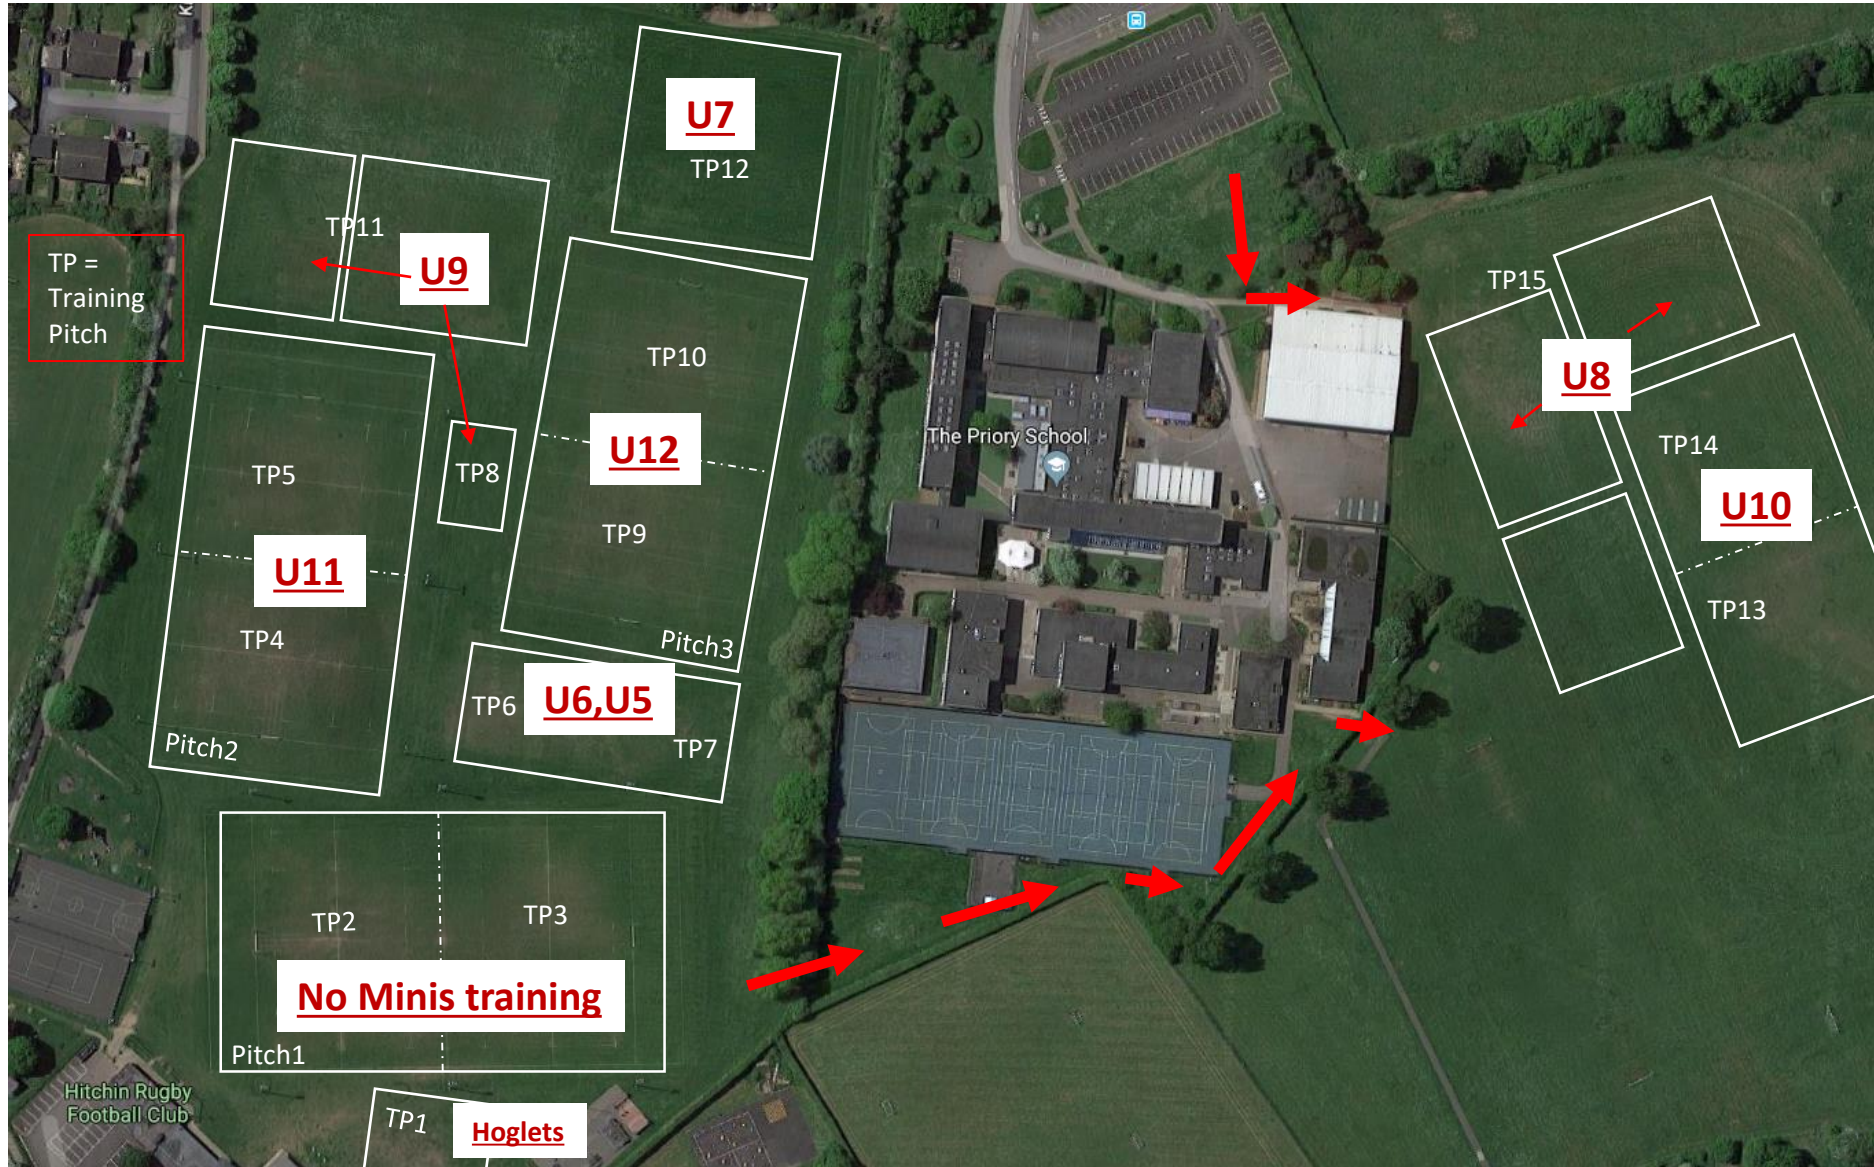 K
U7
TP12
TP11
U9
TP =
Training
Pitch
TP15
TP10
U8
U12
The Priory School
TP14
TP5
TP8
U10
TP9
U11
TP13
TP4
Pitch3
U6,U5
TP6
Pitch2
TP7
TP2
TP3
No Minis training
Pitch1
Hitchin Rugby
Football Club
TP1
Hoglets